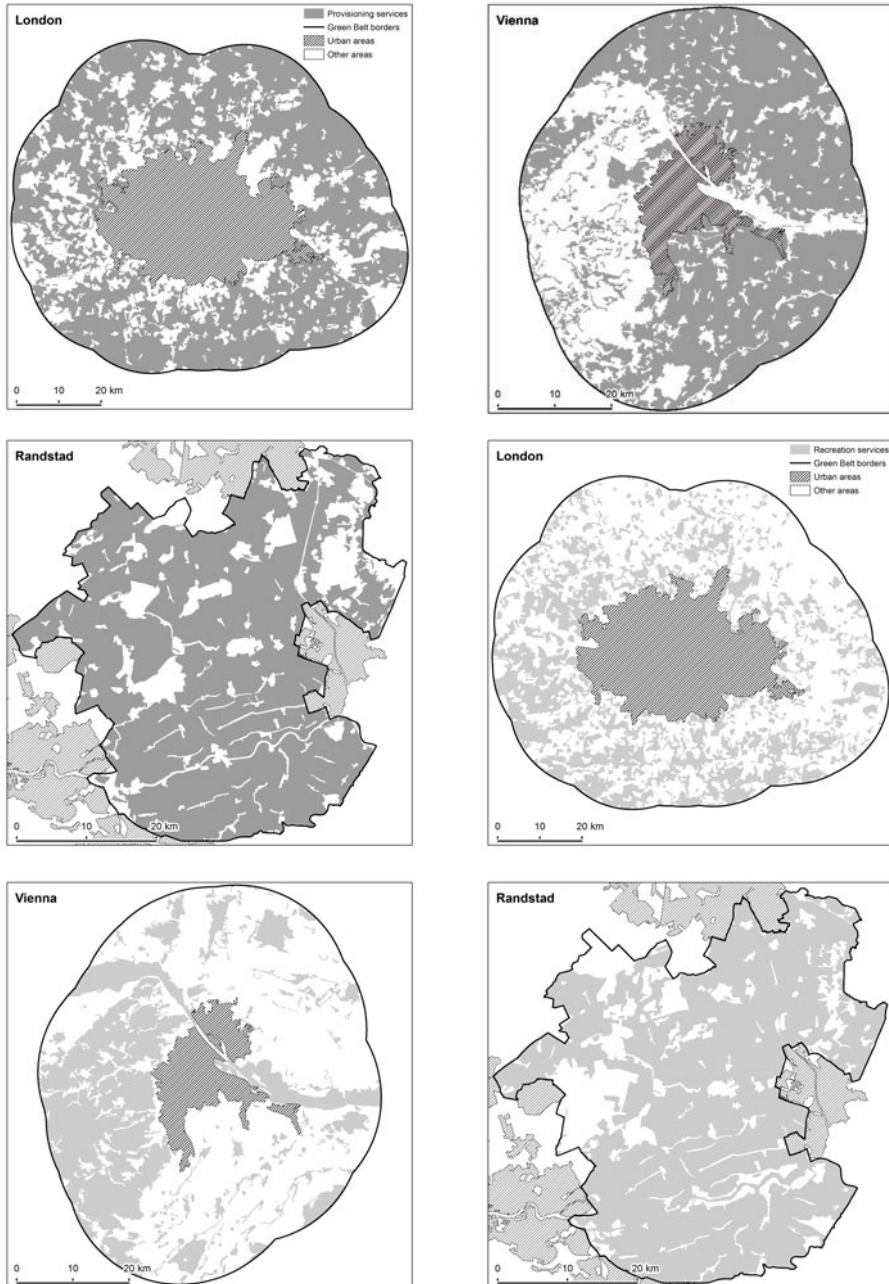 London
Provisioning services
Green Belt borders
Urban areas
Other areas
0 10 20 km
Vienna
0 10 20 km
Randstad
0 10 20 km
London
Recreation services
Green Belt borders
Urban areas
Other areas
0 10 20 km
Vienna
0 10 20 km
Randstad
0 10 20 km